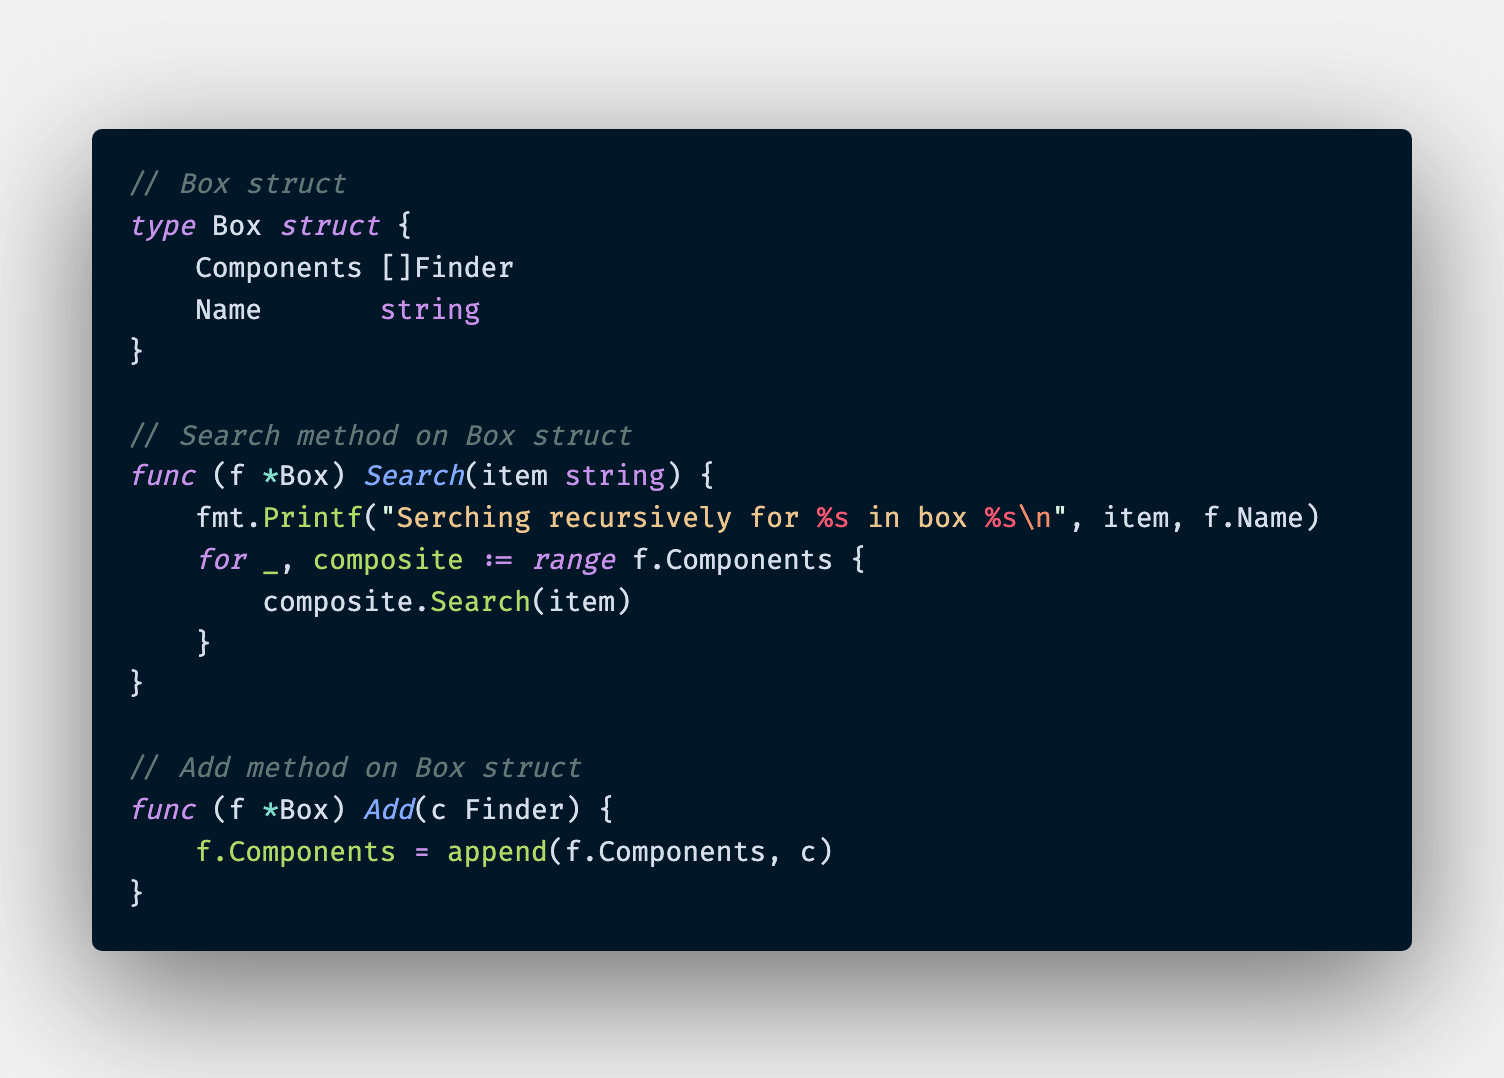 // Box struct
type Box struct {
    Components []Finder
    Name       string
}

// Search method on Box struct
func (f *Box) Search(item string) {
    fmt.Printf("Serching recursively for %s in box %s\n", item, f.Name)
    for _, composite := range f.Components {
        composite.Search(item)
    }
}

// Add method on Box struct
func (f *Box) Add(c Finder) {
    f.Components = append(f.Components, c)
}